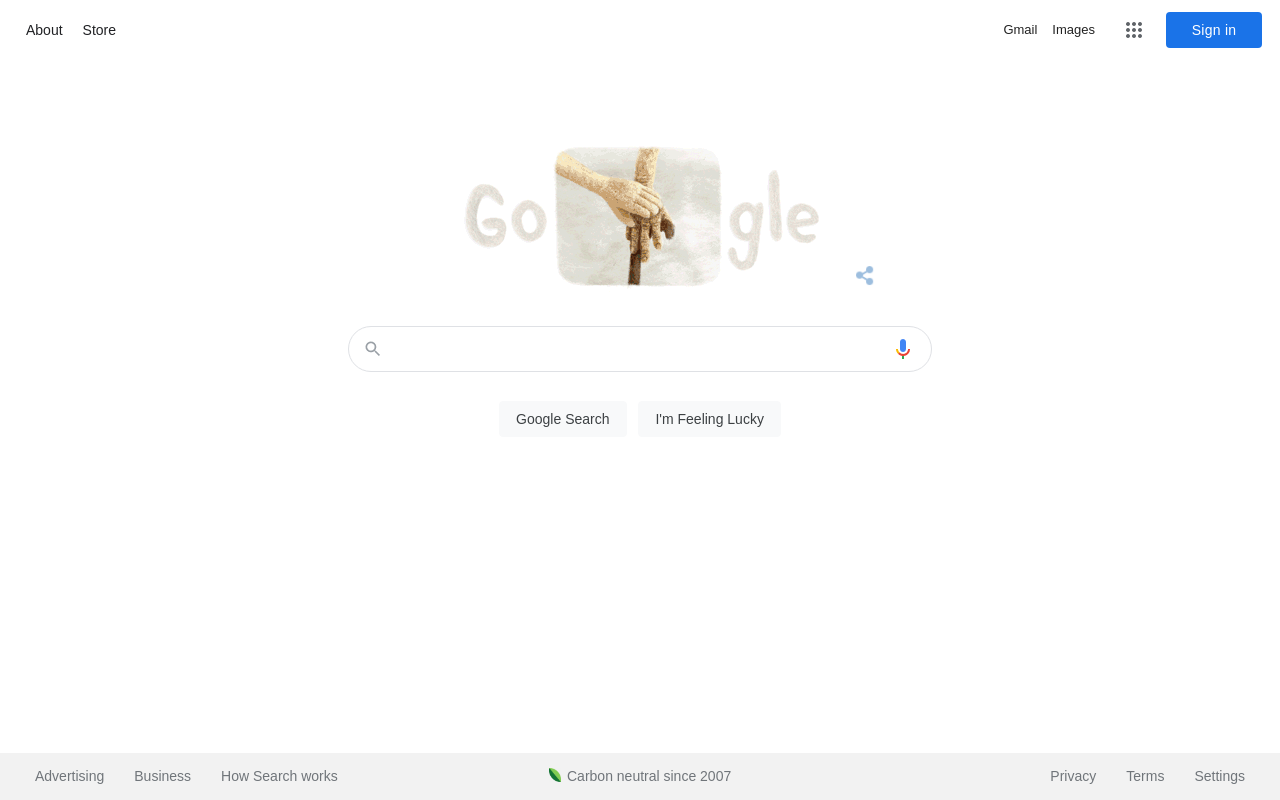 About Store Gmail Images Sign in
Go gle
Google Search I'm Feeling Lucky
Advertising Business How Search works Carbon neutral since 2007 Privacy Terms Settings